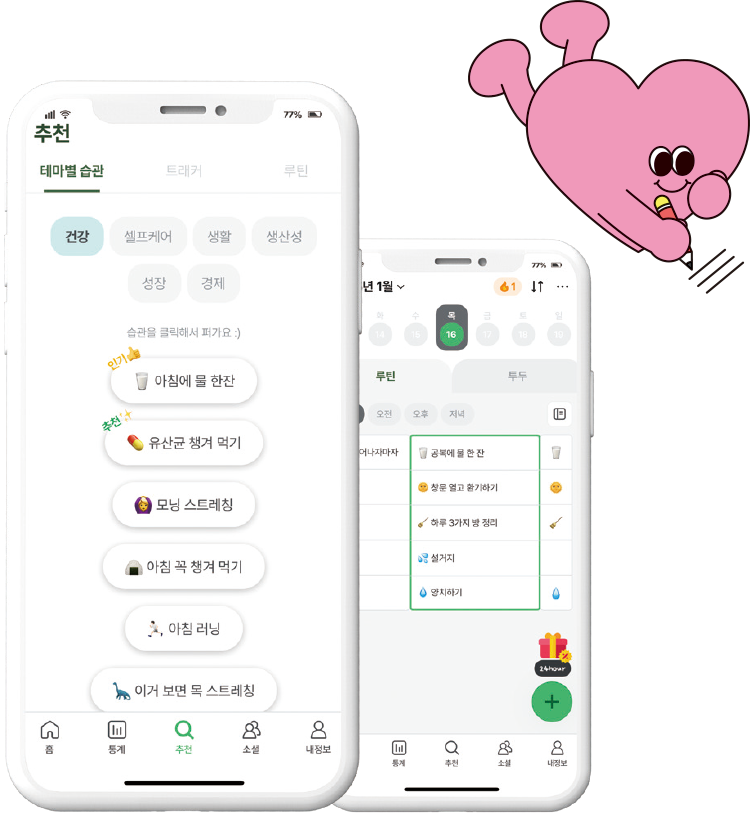 77%
추천
테마별 습관 트래커 루틴
건강 셀프케어 생활 생산성
성장 경제
습관을 클릭해서 퍼가요 :)
인기
아침에 물 한잔
추천
유산균 챙겨 먹기
모닝 스트레칭
아침 꼭 챙겨 먹기
아침 러닝
이거 보면 목 스트레칭
홈 통계 추천 소셜 내정보
77%
년 1월 1
화 수 목 금 토 일
14 15 16 17
루틴 투두
오전 오후 저녁
공복에 물 한 잔
창문 열고 환기하기
하루 3가지 방 정리
설거지
양치하기
24hour
통계 추천 소셜 내정보